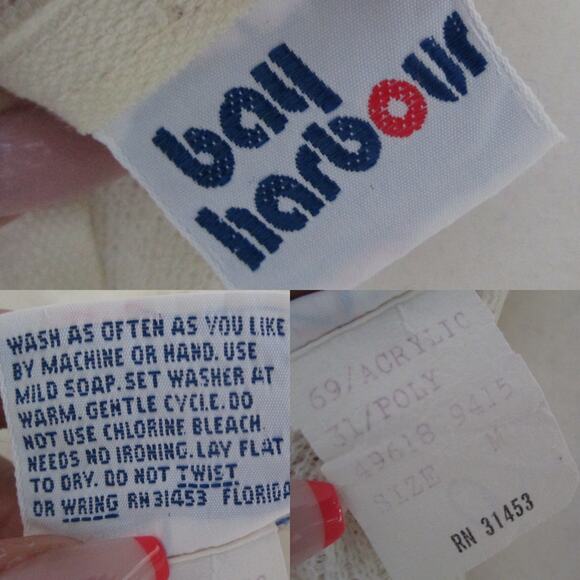 bay
harbour
WASH AS OFTEN AS YOU LIKE
BY MACHINE OR HAND. USE
MILD SOAP. SET WASHER AT
WARM. GENTLE CYCLE. DO
NOT USE CHLORINE BLEACH.
NEEDS NO IRONING. LAY FLAT
TO DRY. DO NOT TWIST
OR WRING RN 31453 FLORIDA
69/ACRYLIC
31/POLY
49618 9415
SIZE M
RN 31453